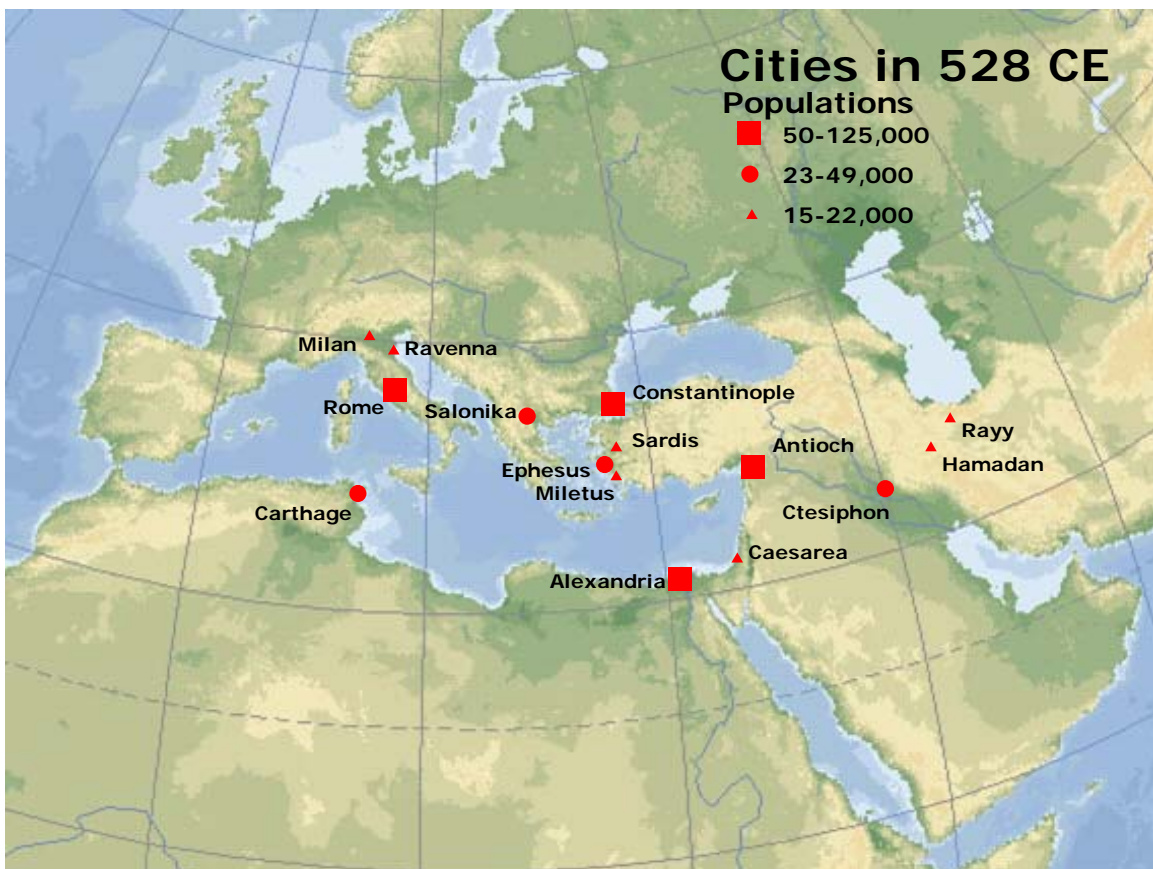 Cities in 528 CE
Populations
50-125,000
23-49,000
15-22,000
Milan
Ravenna
Rome
Salonika
Constantinople
Sardis
Ephesus
Miletus
Antioch
Rayy
Hamadan
Ctesiphon
Carthage
Caesarea
Alexandria